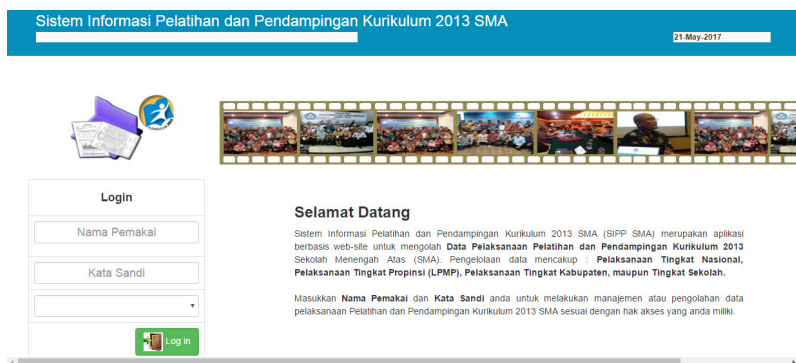 Sistem Informasi Pelatihan dan Pendampingan Kurikulum 2013 SMA
21-May-2017
Login
Nama Pemakai
Kata Sandi
Log in
Selamat Datang
Sistem Informasi Pelatihan dan Pendampingan Kurikulum 2013 SMA (SIPP SMA) merupakan aplikasi
berbasis web-site untuk mengolah Data Pelaksanaan Pelatihan dan Pendampingan Kurikulum 2013
Sekolah Menengah Atas (SMA). Pengelolaan data mencakup : Pelaksanaan Tingkat Nasional,
Pelaksanaan Tingkat Propinsi (LPMP), Pelaksanaan Tingkat Kabupaten, maupun Tingkat Sekolah.
Masukkan Nama Pemakai dan Kata Sandi anda untuk melakukan manajemen atau pengolahan data
pelaksanaan Pelatihan dan Pendampingan Kurikulum 2013 SMA sesuai dengan hak akses yang anda miliki.